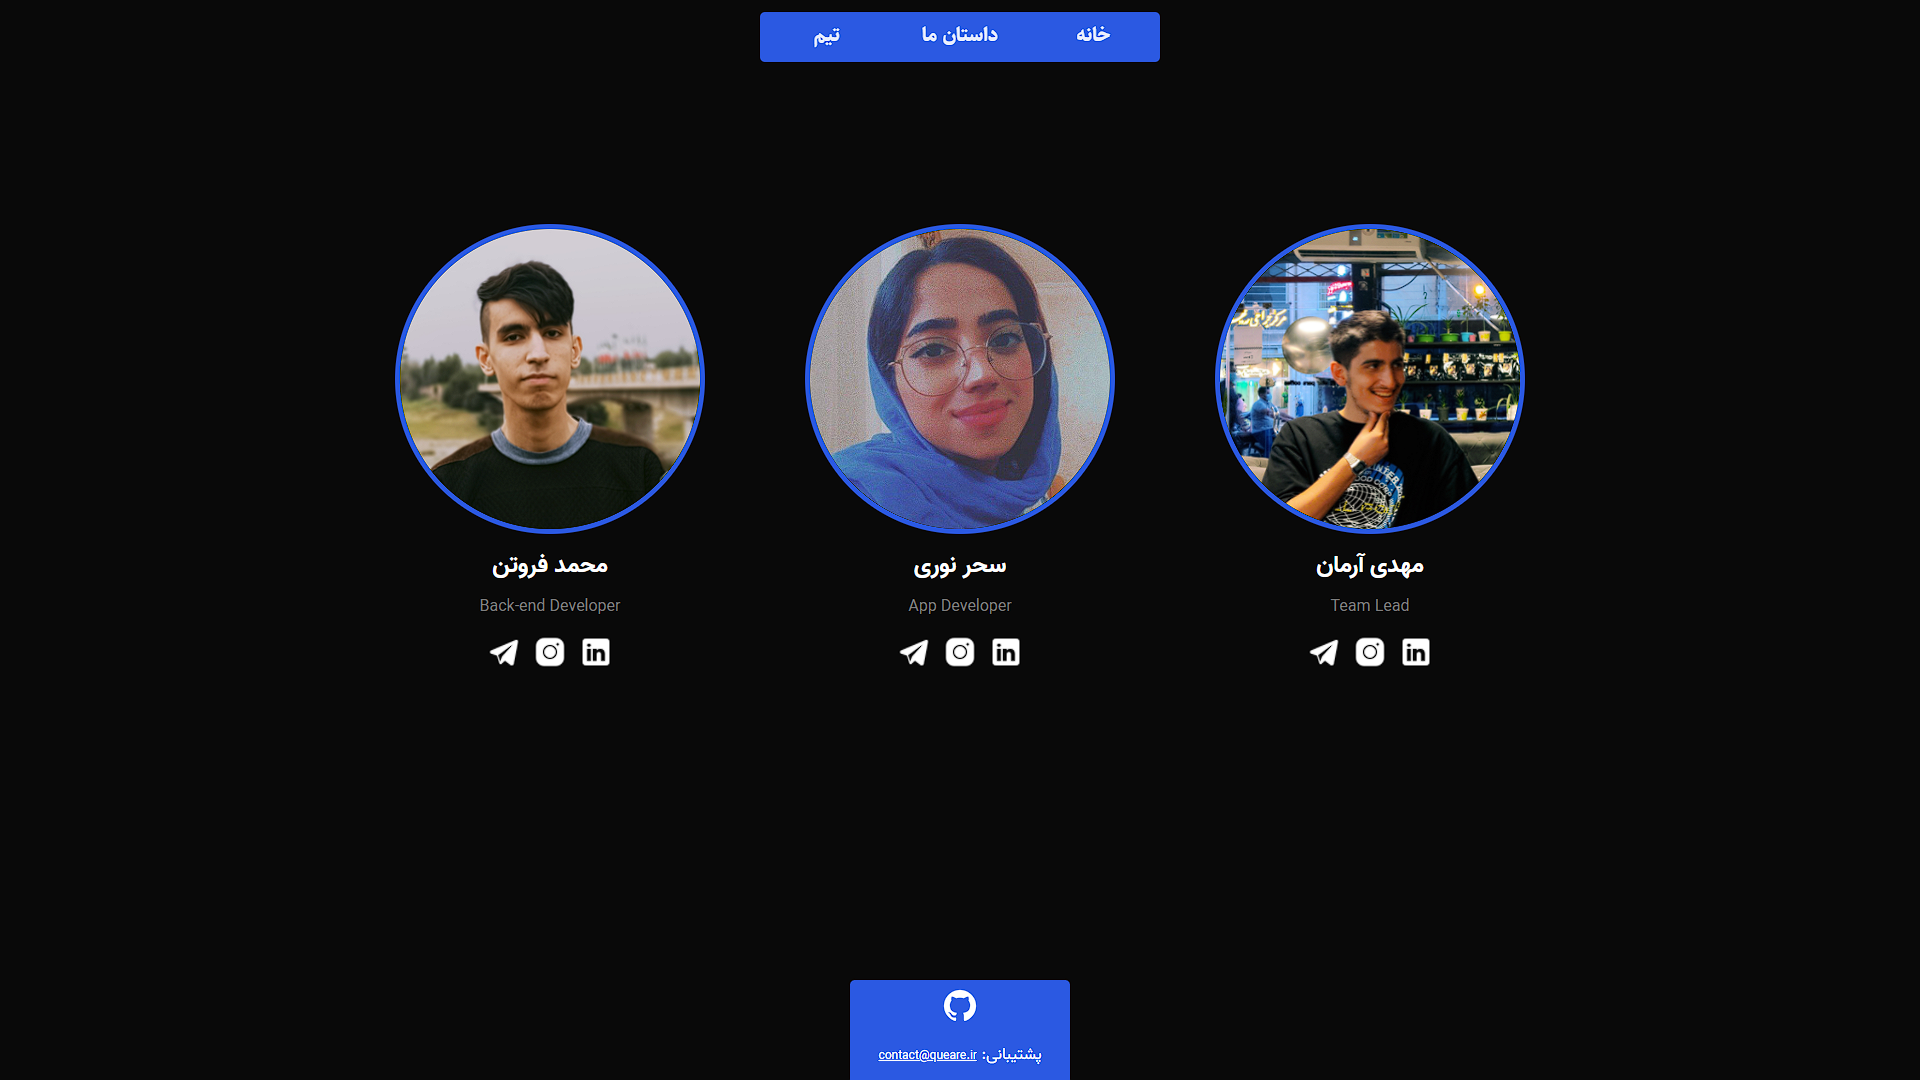 خانه
داستان ما
تیم
مهدی آرمان
Team Lead
سحر نوری
App Developer
محمد فروتن
Back-end Developer
پشتیبانی: contact@queare.ir